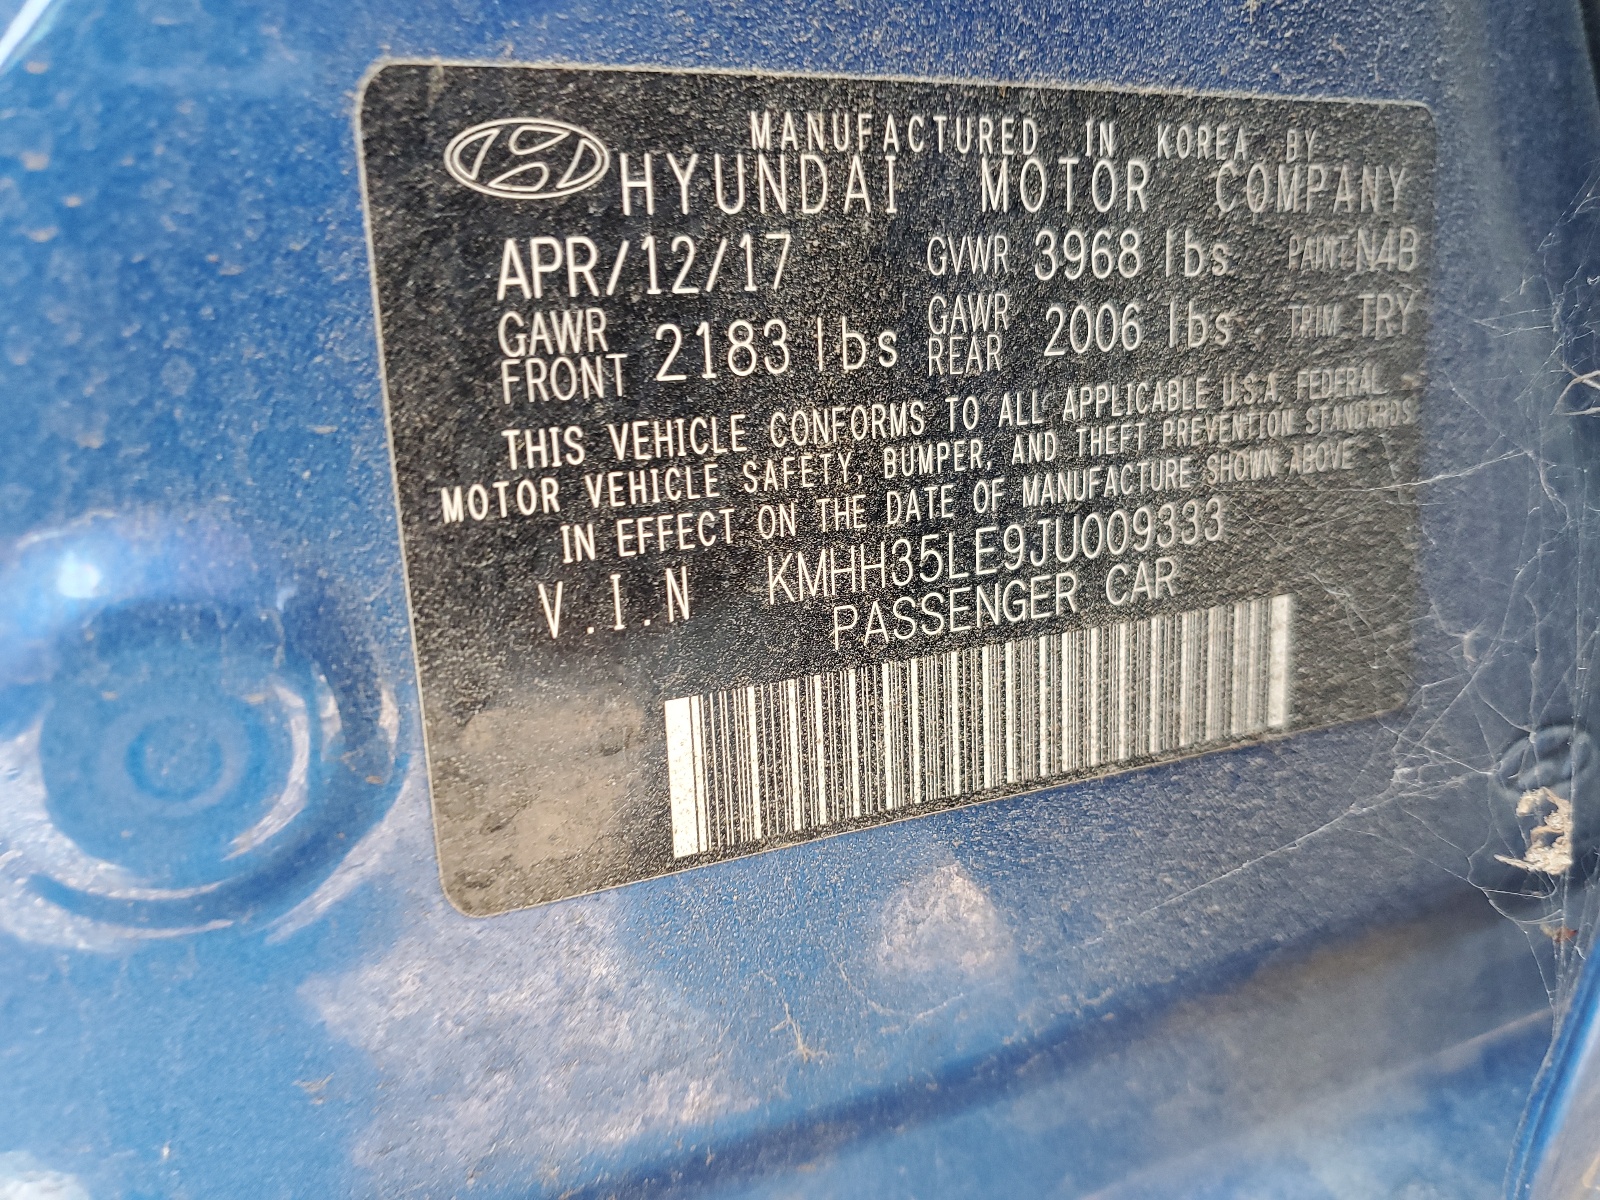 MANUFACTURED IN KOREA BY
HYUNDAI MOTOR COMPANY
APR/12/17 GVWR 3968 lbs PAINT N4B
GAWR FRONT 2183 lbs GAWR REAR 2006 lbs TRIM TRY
THIS VEHICLE CONFORMS TO ALL APPLICABLE U.S.A. FEDERAL
MOTOR VEHICLE SAFETY, BUMPER, AND THEFT PREVENTION STANDARDS
IN EFFECT ON THE DATE OF MANUFACTURE SHOWN ABOVE
V.I.N KMHH35LE9JU009333
PASSENGER CAR